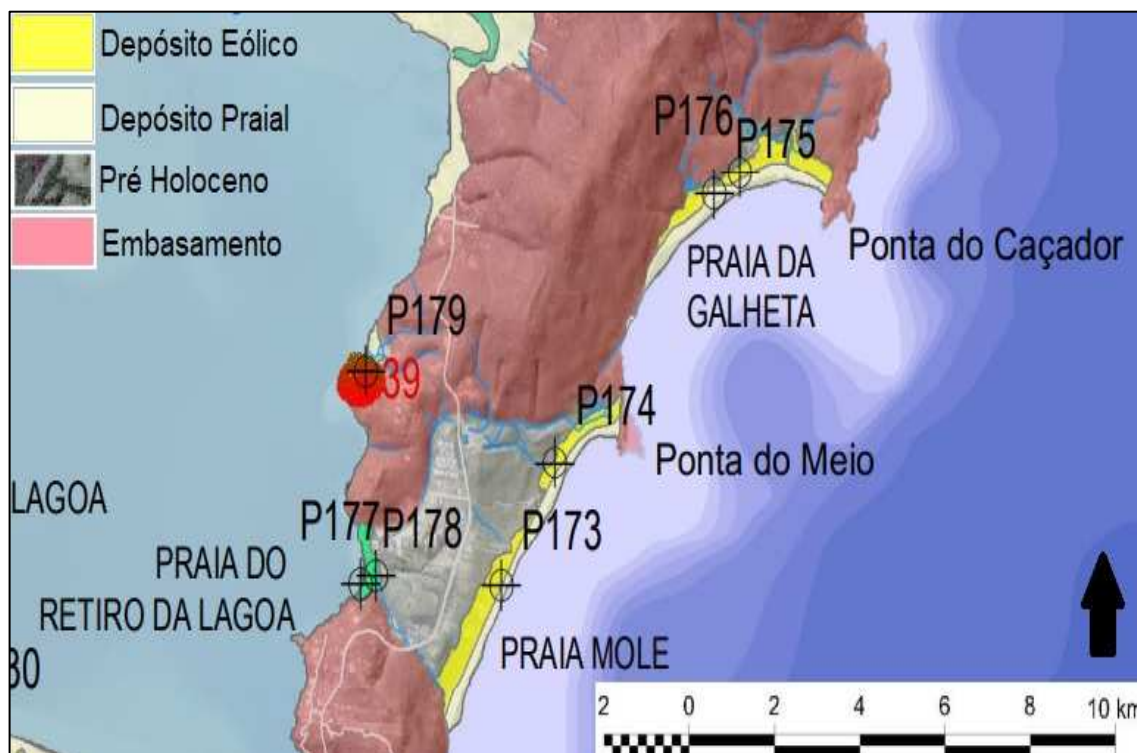 Depósito Eólico
Depósito Praial
Pré Holoceno
Embasamento
P176
P175
Ponta do Caçador
PRAIA DA
GALHETA
P179
39
P174
Ponta do Meio
LAGOA
P177
P178
P173
PRAIA DO
RETIRO DA LAGOA
PRAIA MOLE
30
2 0 2 4 6 8 10 km